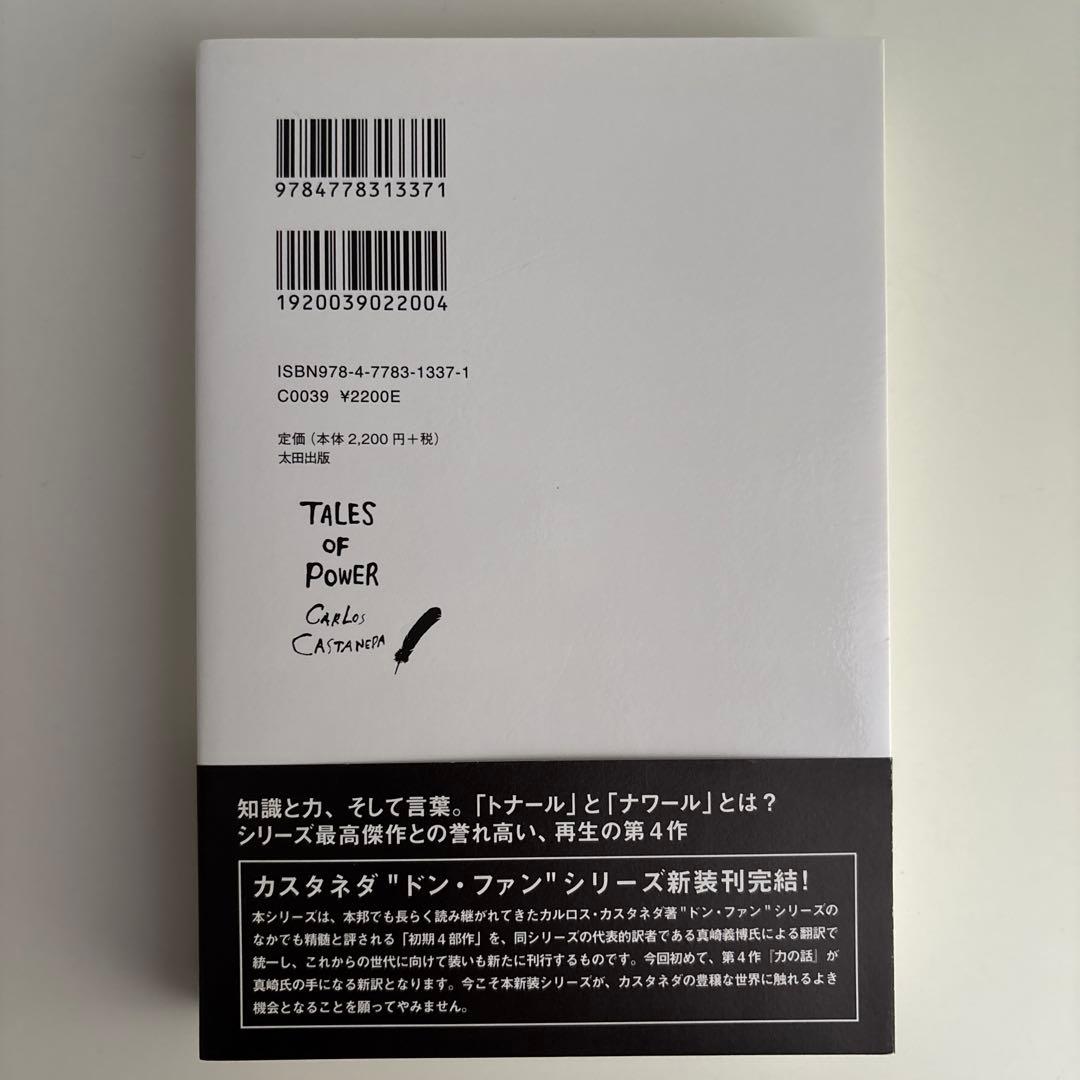 9784778313371
1920039022004
ISBN978-4-7783-1337-1
C0039 ¥2200E
定価(本体2,200円+税)
太田出版
TALES
OF
POWER
CARLOS
CASTANEDA
知識と力、そして言葉。「トナール」と「ナワール」とは?
シリーズ最高傑作との誉れ高い、再生の第4作
カスタネダ"ドン・ファン"シリーズ新装刊完結!
本シリーズは、本邦でも長らく読み継がれてきたカルロス・カスタネダ著"ドン・ファン"シリーズの
なかでも精髄と評される「初期4部作」を、同シリーズの代表的訳者である真崎義博氏による翻訳で
統一し、これからの世代に向けて装いも新たに刊行するものです。今回初めて、第4作『力の話』が
真崎氏の手になる新訳となります。今こそ本新装シリーズが、カスタネダの豊穣な世界に触れるよき
機会となることを願ってやみません。